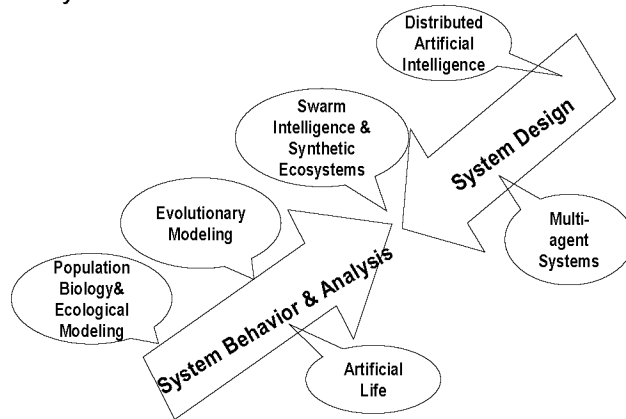 Distributed
Artificial
Intelligence
Swarm
Intelligence &
Synthetic
Ecosystems
System Design
Evolutionary
Modeling
Multi-
agent
Systems
Population
Biology&
Ecological
Modeling
System Behavior & Analysis
Artificial
Life